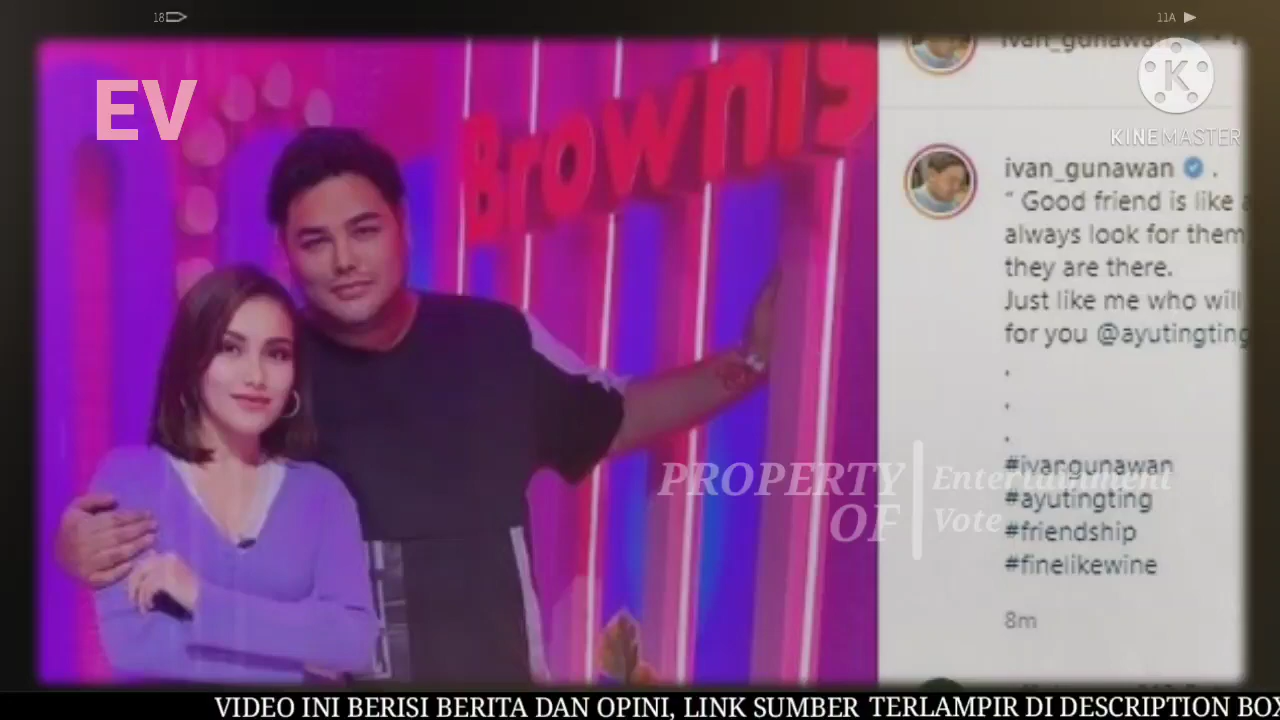 18
11A
EV
Brownis
ivan_gunawan
K
KINEMASTER
ivan_gunawan .
“ Good friend is like
always look for them
they are there.
Just like me who will
for you @ayutingting
.
.
.
#ivangunawan
#ayutingting
#friendship
#finelikewine
8m
PROPERTY OF
Entertainment Vote
VIDEO INI BERISI BERITA DAN OPINI, LINK SUMBER TERLAMPIR DI DESCRIPTION BOX